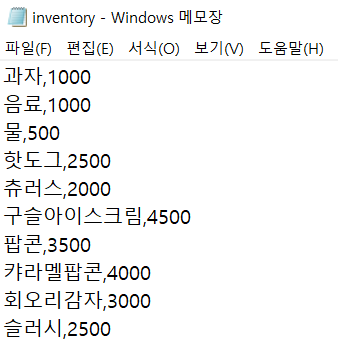 inventory - Windows 메모장
파일(F) 편집(E) 서식(O) 보기(V) 도움말(H)
과자,1000
음료,1000
물,500
핫도그,2500
츄러스,2000
구슬아이스크림,4500
팝콘,3500
캬라멜팝콘,4000
회오리감자,3000
슬러시,2500